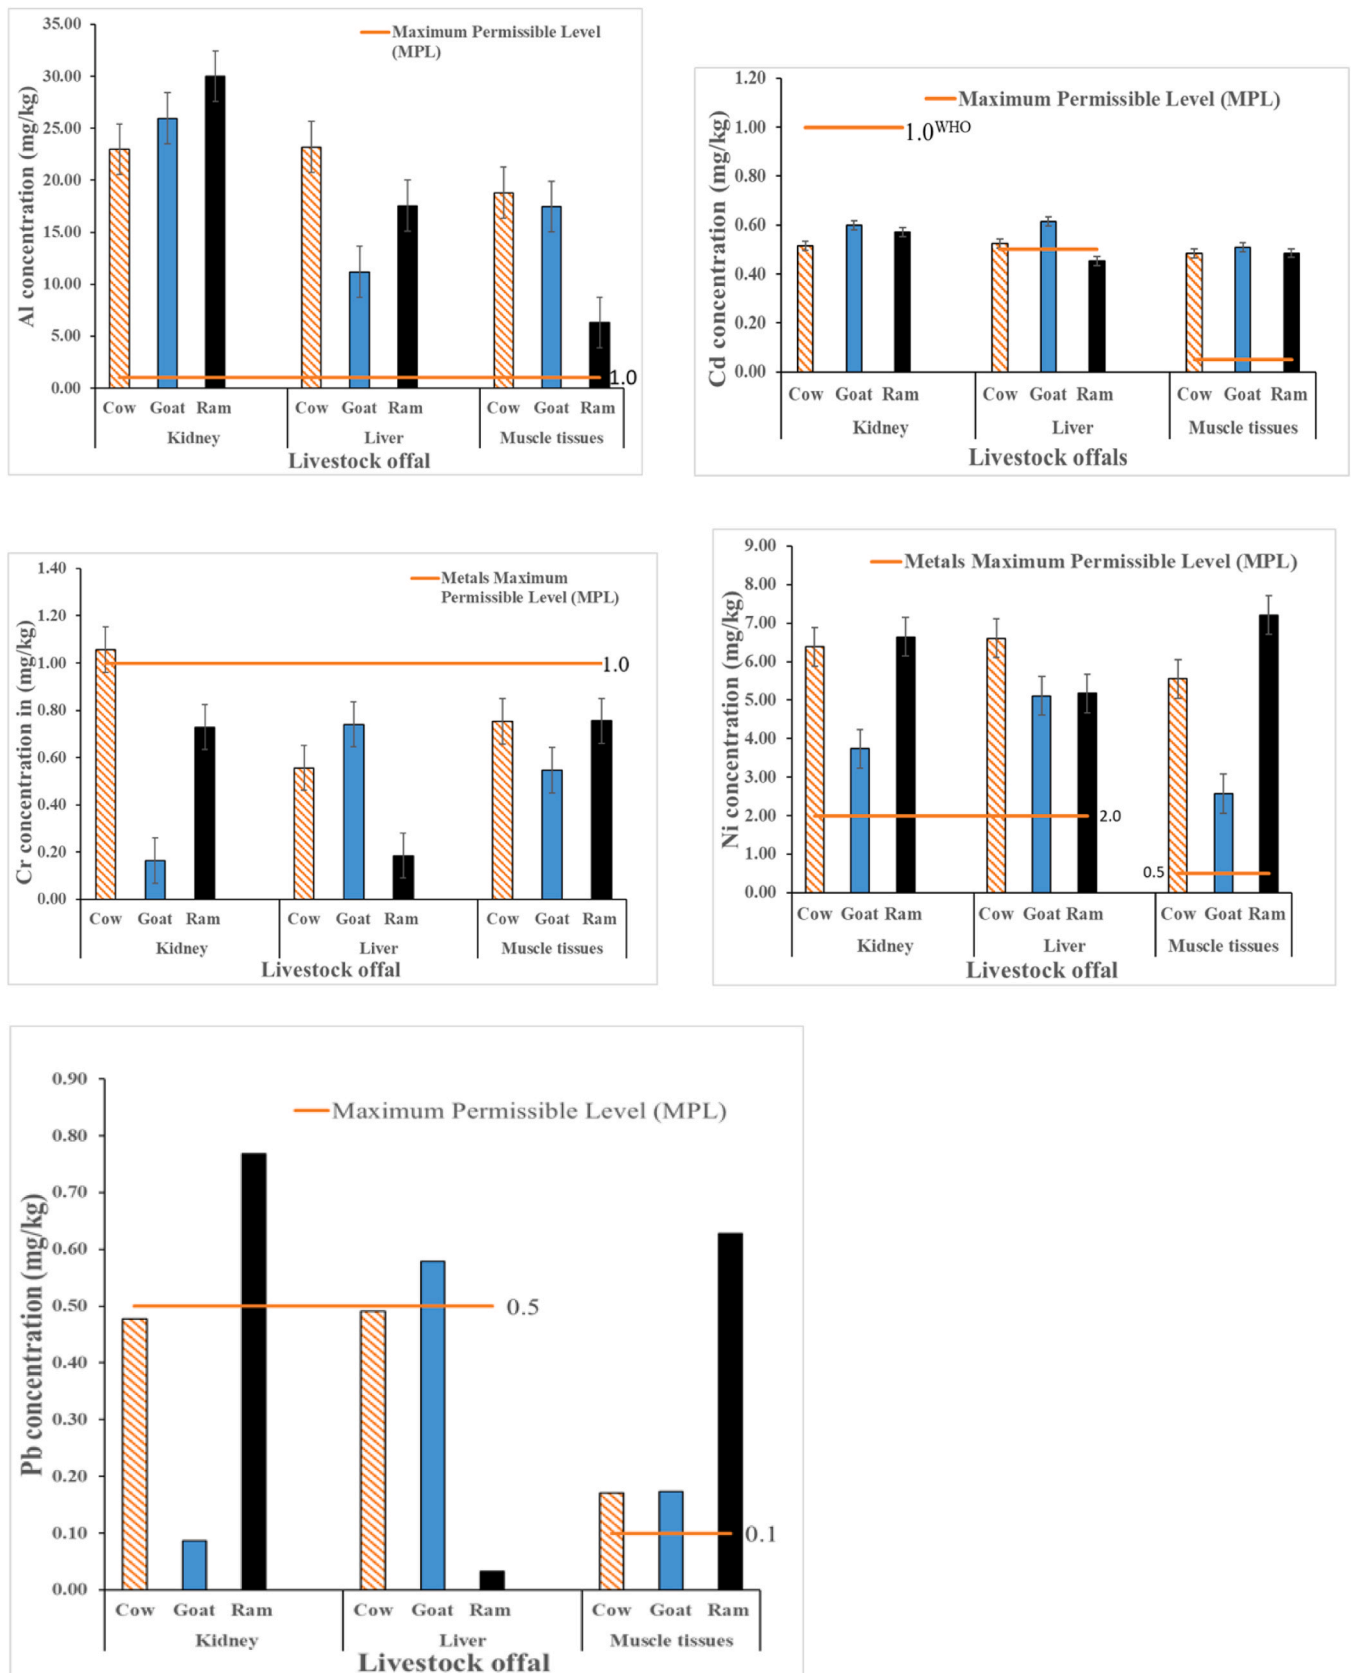 35.00
30.00
25.00
20.00
15.00
10.00
5.00
0.00
Al concentration (mg/kg)
Maximum Permissible Level
(MPL)
1.0
Cow Goat Ram Cow Goat Ram Cow Goat Ram
Kidney Liver Muscle tissues
Livestock offal
1.20
1.00
0.80
0.60
0.40
0.20
0.00
Cd concentration (mg/kg)
Maximum Permissible Level (MPL)
1.0WHO
Cow Goat Ram Cow Goat Ram Cow Goat Ram
Kidney Liver Muscle tissues
Livestock offals
1.40
1.20
1.00
0.80
0.60
0.40
0.20
0.00
Cr concentration in (mg/kg)
Metals Maximum
Permissible Level (MPL)
1.0
Cow Goat Ram Cow Goat Ram Cow Goat Ram
Kidney Liver Muscle tissues
Livestock offal
9.00
8.00
7.00
6.00
5.00
4.00
3.00
2.00
1.00
0.00
Ni concentration (mg/kg)
Metals Maximum Permissible Level (MPL)
2.0
0.5
Cow Goat Ram Cow Goat Ram Cow Goat Ram
Kidney Liver Muscle tissues
Livestock offal
0.90
0.80
0.70
0.60
0.50
0.40
0.30
0.20
0.10
0.00
Pb concentration (mg/kg)
Maximum Permissible Level (MPL)
0.5
0.1
Cow Goat Ram Cow Goat Ram Cow Goat Ram
Kidney Liver Muscle tissues
Livestock offal